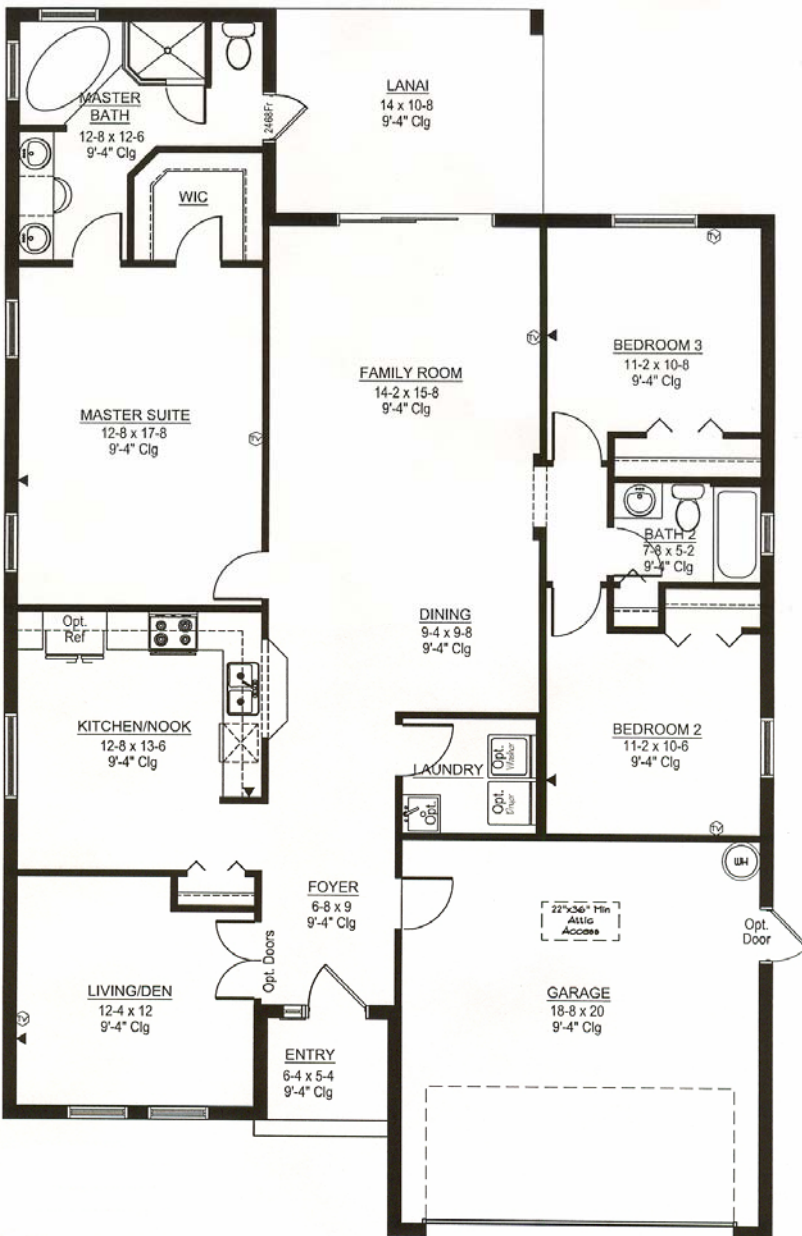 LANAI
14 x 10-8
9'-4" Clg
MASTER
BATH
12-8 x 12-6
9'-4" Clg
2468Fr
WIC
TV
BEDROOM 3
11-2 x 10-8
9'-4" Clg
TV
FAMILY ROOM
14-2 x 15-8
9'-4" Clg
MASTER SUITE
12-8 x 17-8
9'-4" Clg
TV
BATH 2
7-8 x 5-2
9'-4" Clg
Opt.
Ref
DINING
9-4 x 9-8
9'-4" Clg
KITCHEN/NOOK
12-8 x 13-6
9'-4" Clg
BEDROOM 2
11-2 x 10-6
9'-4" Clg
TV
LAUNDRY
Opt.
Washer
Opt.
Dryer
Opt.
FOYER
6-8 x 9
9'-4" Clg
WH
22"x36" Min
Attic
Access
Opt.
Door
Opt. Doors
LIVING/DEN
12-4 x 12
9'-4" Clg
TV
GARAGE
18-8 x 20
9'-4" Clg
ENTRY
6-4 x 5-4
9'-4" Clg